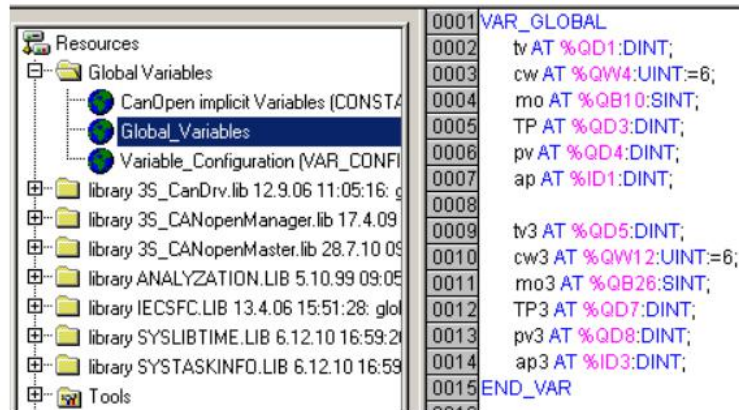 Resources
Global Variables
CanOpen implicit Variables (CONSTA
Global_Variables
Variable_Configuration (VAR_CONFI
library 3S_CanDrv.lib 12.9.06 11:05:16: g
library 3S_CANopenManager.lib 17.4.09
library 3S_CANopenMaster.lib 28.7.10 09
library ANALYZATION.LIB 5.10.99 09:05
library IECSFC.LIB 13.4.06 15:51:28: glol
library SYSLIBTIME.LIB 6.12.10 16:59:2
library SYSTASKINFO.LIB 6.12.10 16:59
Tools
0001 VAR_GLOBAL
0002 tv AT %QD1:DINT;
0003 cw AT %QW4:UINT:=6;
0004 mo AT %QB10:SINT;
0005 TP AT %QD3:DINT;
0006 pv AT %QD4:DINT;
0007 ap AT %ID1:DINT;
0008
0009 tv3 AT %QD5:DINT;
0010 cw3 AT %QW12:UINT:=6;
0011 mo3 AT %QB26:SINT;
0012 TP3 AT %QD7:DINT;
0013 pv3 AT %QD8:DINT;
0014 ap3 AT %ID3:DINT;
0015 END_VAR